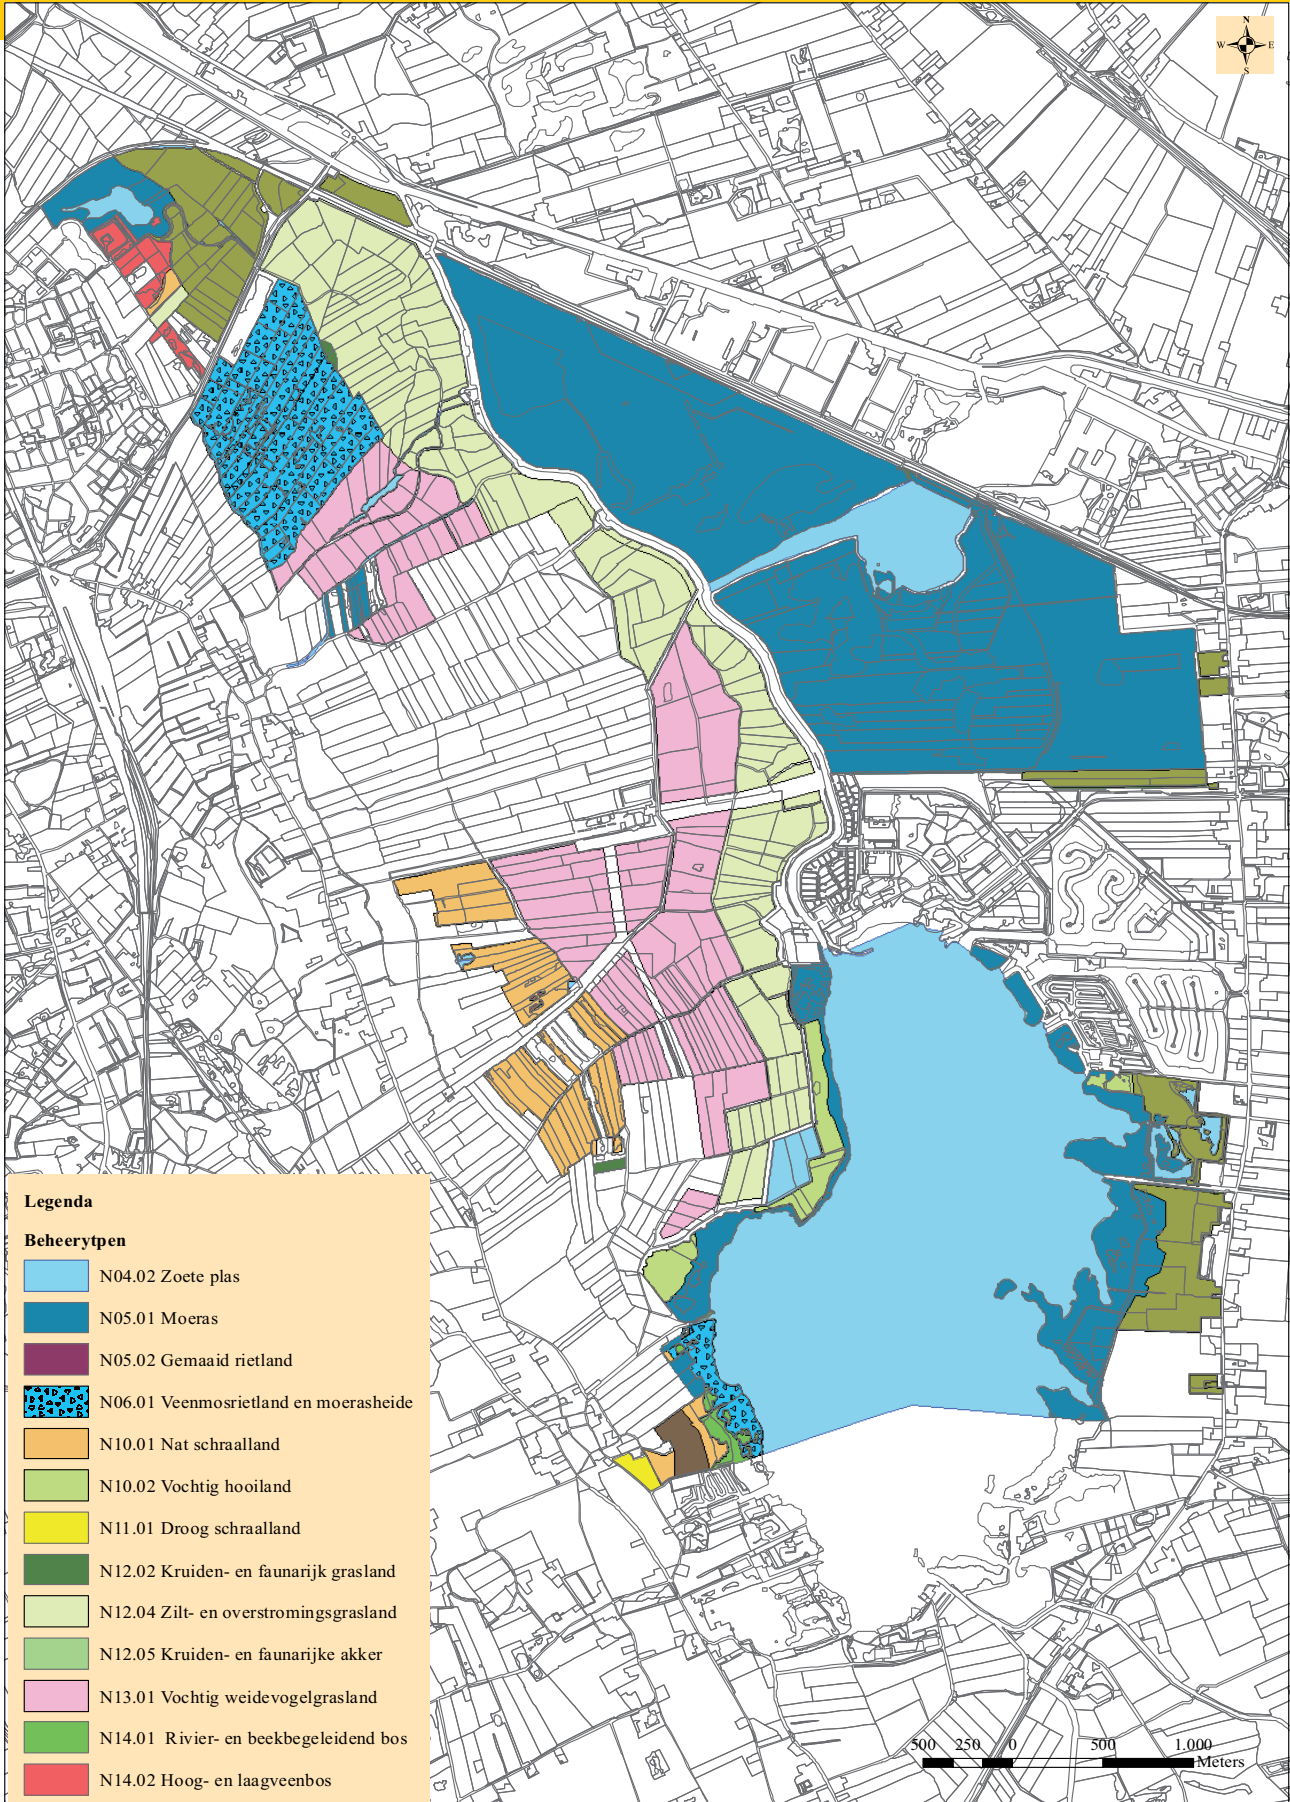 N
W E
S
Legenda
Beheerytpen
N04.02 Zoete plas
N05.01 Moeras
N05.02 Gemaaid rietland
N06.01 Veenmosrietland en moerasheide
N10.01 Nat schraalland
N10.02 Vochtig hooiland
N11.01 Droog schraalland
N12.02 Kruiden- en faunarijk grasland
N12.04 Zilt- en overstromingsgrasland
N12.05 Kruiden- en faunarijke akker
N13.01 Vochtig weidevogelgrasland
N14.01 Rivier- en beekbegeleidend bos
N14.02 Hoog- en laagveenbos
500 250 0 500 1.000
Meters